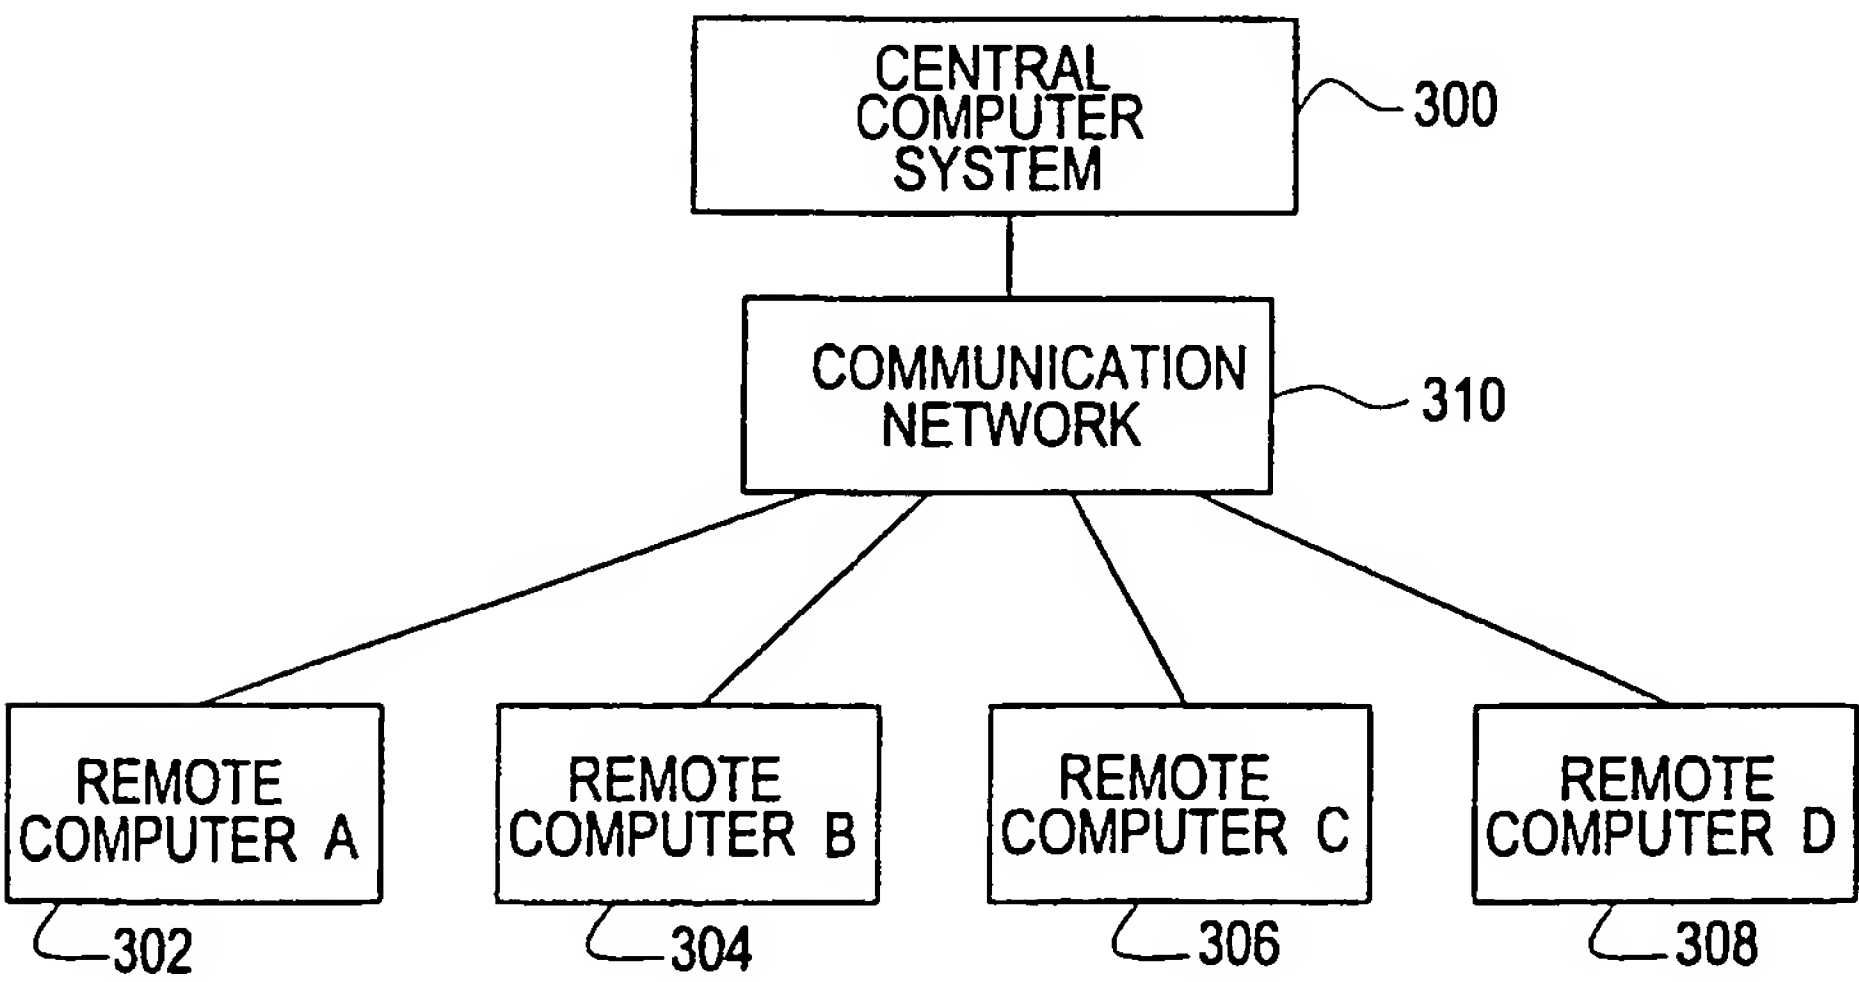 CENTRAL
COMPUTER
SYSTEM
300
COMMUNICATION
NETWORK
310
REMOTE
COMPUTER A
302
REMOTE
COMPUTER B
304
REMOTE
COMPUTER C
306
REMOTE
COMPUTER D
308